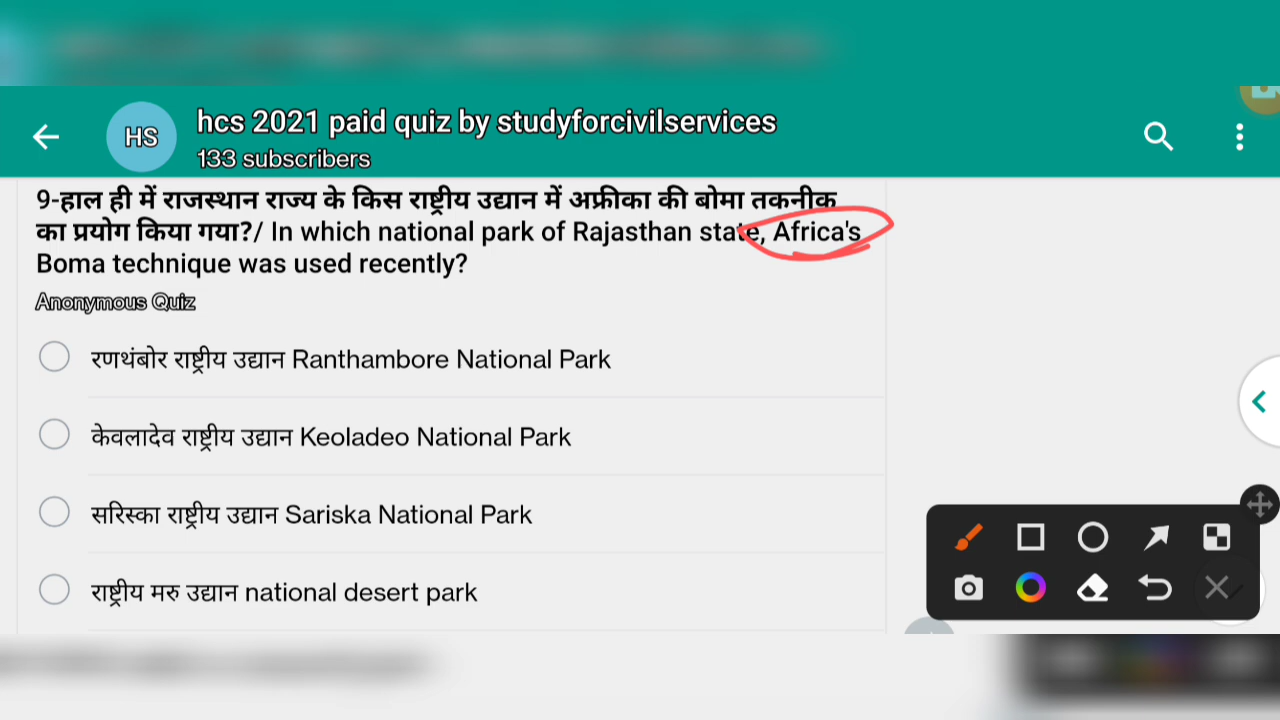 HS
hcs 2021 paid quiz by studyforcivilservices
133 subscribers
9-हाल ही में राजस्थान राज्य के किस राष्ट्रीय उद्यान में अफ्रीका की बोमा तकनीक
का प्रयोग किया गया?/ In which national park of Rajasthan state, Africa's
Boma technique was used recently?
Anonymous Quiz
रणथंबोर राष्ट्रीय उद्यान Ranthambore National Park
केवलादेव राष्ट्रीय उद्यान Keoladeo National Park
सरिस्का राष्ट्रीय उद्यान Sariska National Park
राष्ट्रीय मरु उद्यान national desert park